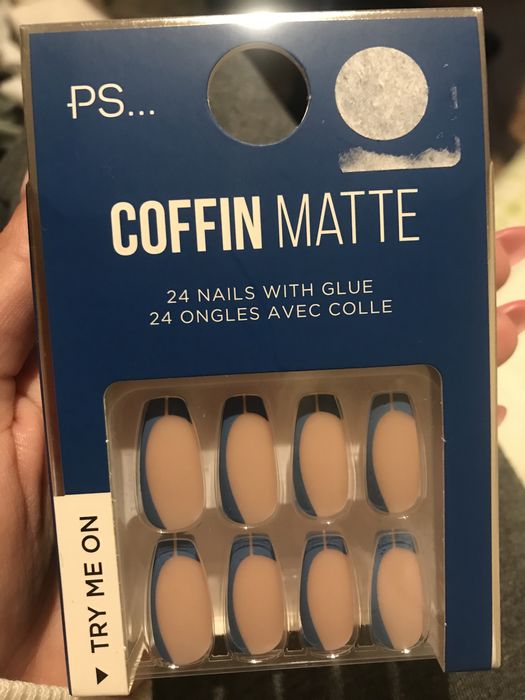 PS...
COFFIN MATTE
24 NAILS WITH GLUE
24 ONGLES AVEC COLLE
TRY ME ON